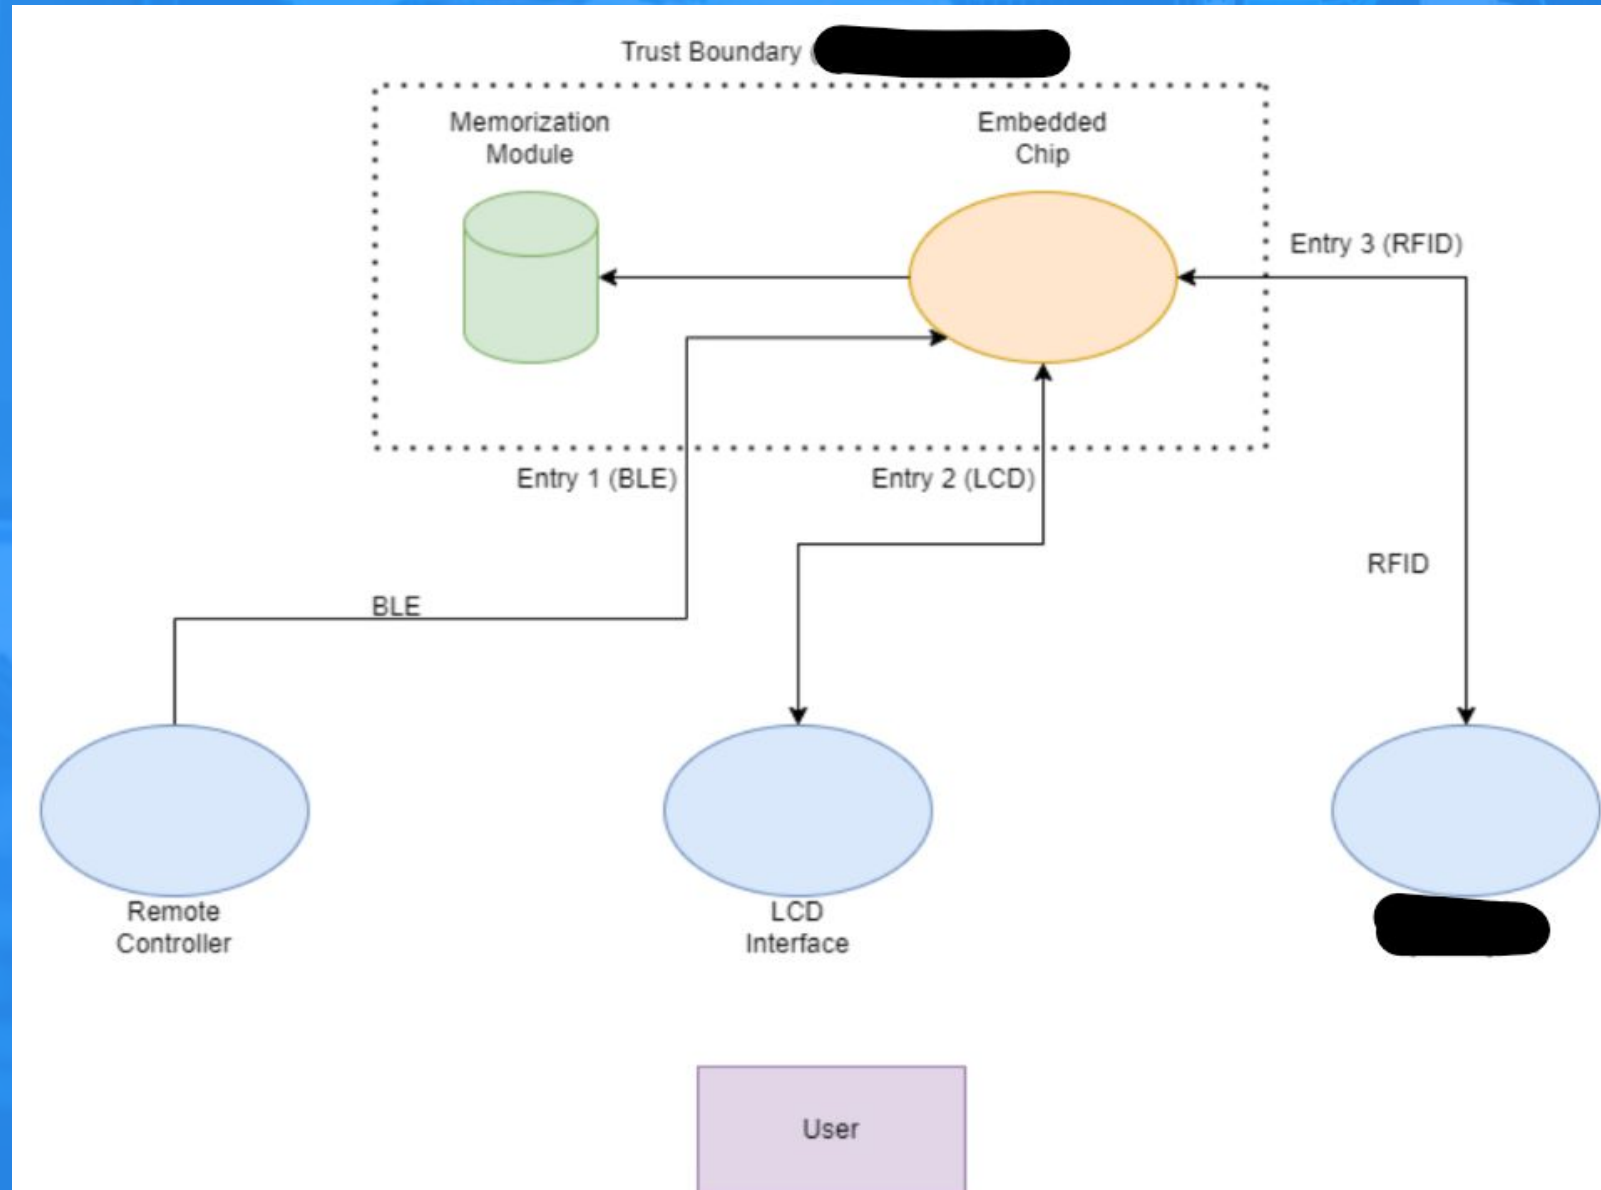 Trust Boundary (
Memorization
Module
Embedded
Chip
Entry 3 (RFID)
Entry 1 (BLE)
Entry 2 (LCD)
RFID
BLE
Remote
Controller
LCD
Interface
User